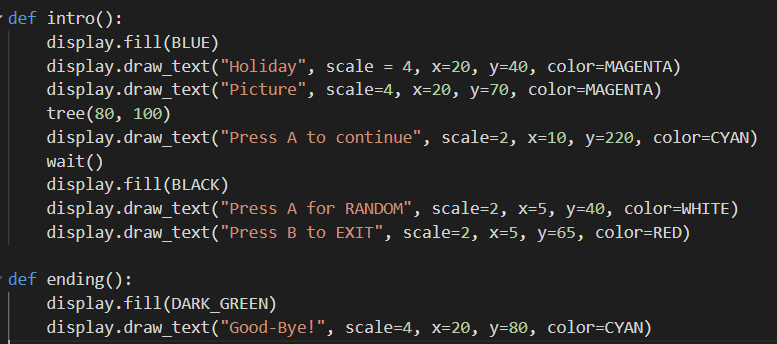 def intro():
    display.fill(BLUE)
    display.draw_text("Holiday", scale = 4, x=20, y=40, color=MAGENTA)
    display.draw_text("Picture", scale=4, x=20, y=70, color=MAGENTA)
    tree(80, 100)
    display.draw_text("Press A to continue", scale=2, x=10, y=220, color=CYAN)
    wait()
    display.fill(BLACK)
    display.draw_text("Press A for RANDOM", scale=2, x=5, y=40, color=WHITE)
    display.draw_text("Press B to EXIT", scale=2, x=5, y=65, color=RED)
def ending():
    display.fill(DARK_GREEN)
    display.draw_text("Good-Bye!", scale=4, x=20, y=80, color=CYAN)